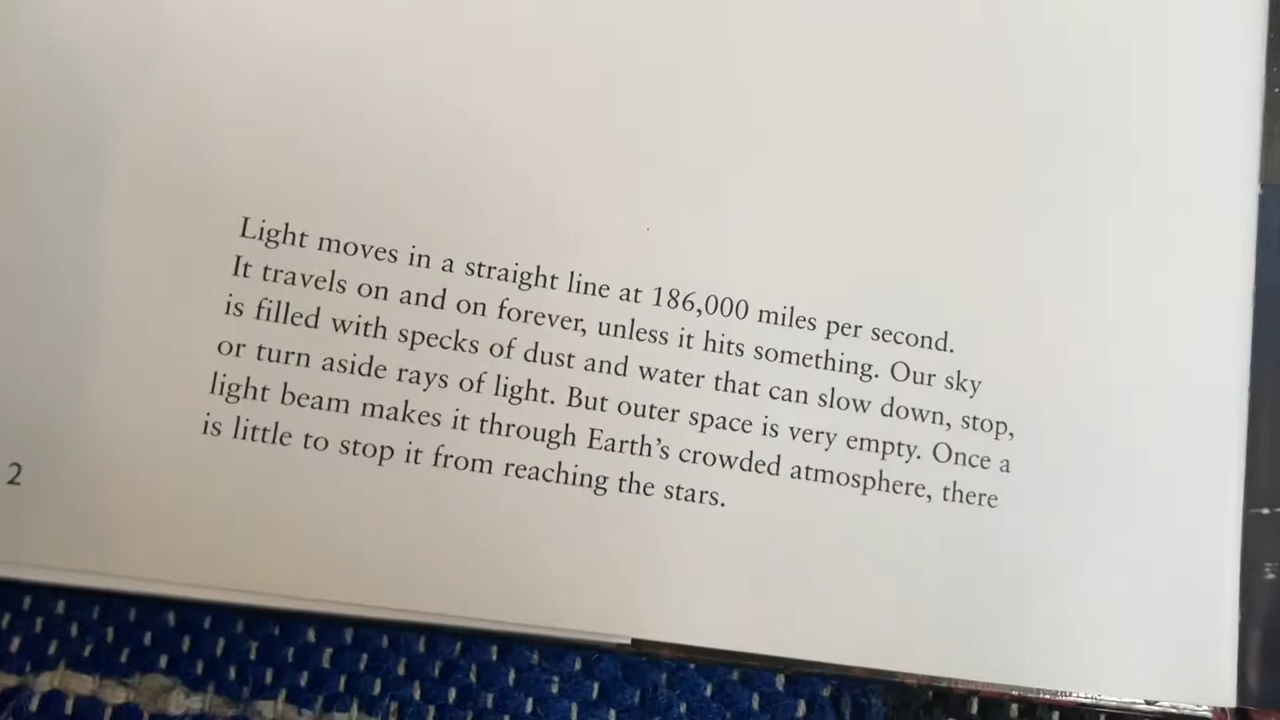 Light moves in a straight line at 186,000 miles per second.
It travels on and on forever, unless it hits something. Our sky
is filled with specks of dust and water that can slow down, stop,
or turn aside rays of light. But outer space is very empty. Once a
light beam makes it through Earth's crowded atmosphere, there
is little to stop it from reaching the stars.
2